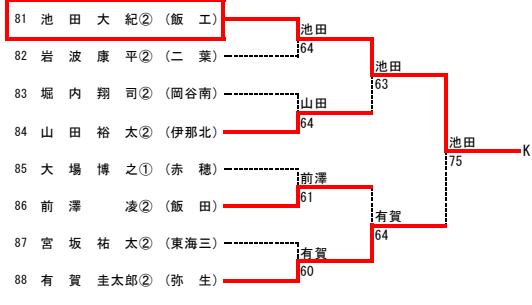 81 池 田 大 紀② (飯 工)
池田
64
82 岩 波 康 平② (二 葉)
池田
63
83 堀 内 翔 司② (岡谷南)
山田
64
84 山 田 裕 太② (伊那北)
池田
75
K
85 大 場 博 之① (赤 穂)
前澤
61
86 前 澤 凌② (飯 田)
有賀
64
87 宮 坂 祐 太② (東海三)
有賀
60
88 有 賀 圭太郎② (弥 生)